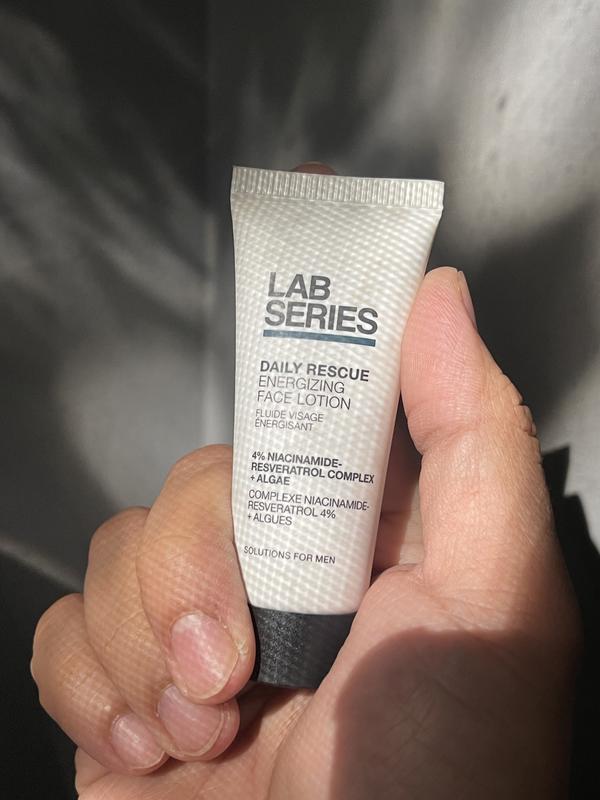 LAB
SERIES
DAILY RESCUE
ENERGIZING
FACE LOTION
FLUIDE VISAGE
ÉNERGISANT
4% NIACINAMIDE-
RESVERATROL COMPLEX
+ ALGAE
COMPLEXE NIACINAMIDE-
RESVERATROL 4%
+ ALGUES
SOLUTIONS FOR MEN